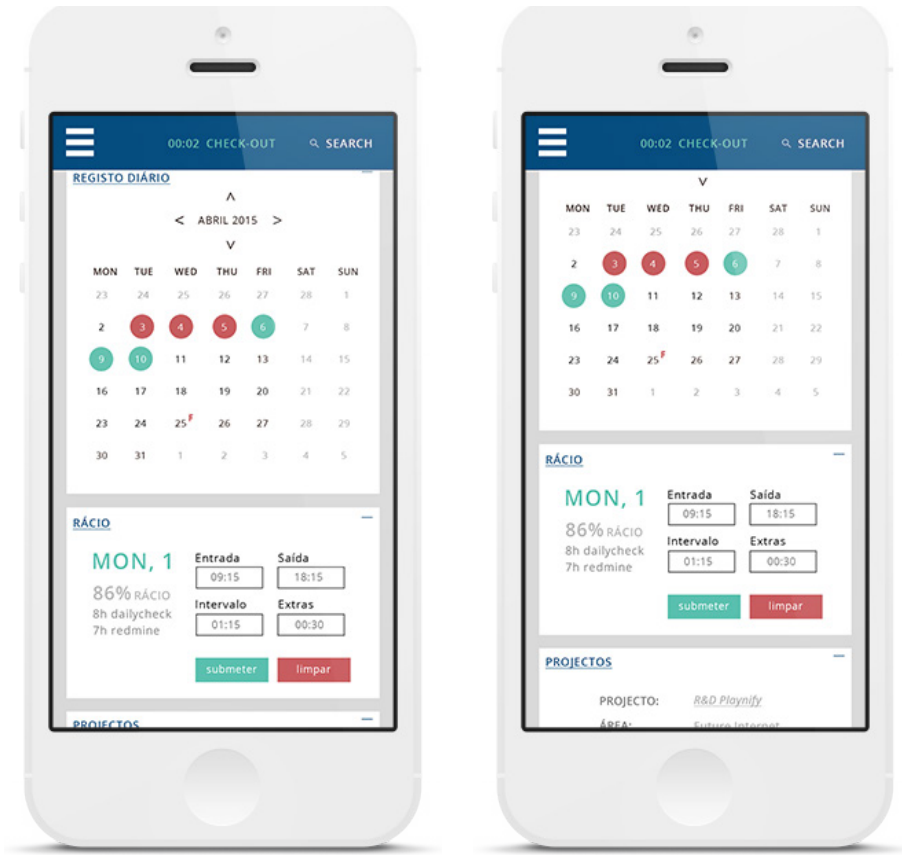 00:02 CHECK-OUT SEARCH
REGISTO DIÁRIO
< ABRIL 2015 >
MON TUE WED THU FRI SAT SUN
23 24 25 26 27 28 1
2 3 4 5 6 7 8
9 10 11 12 13 14 15
16 17 18 19 20 21 22
23 24 25 F 26 27 28 29
30 31 1 2 3 4 5
RÁCIO
MON, 1
86% RÁCIO
8h dailycheck
7h redmine
Entrada Saída
09:15 18:15
Intervalo Extras
01:15 00:30
submeter limpar
PROJECTOS
00:02 CHECK-OUT SEARCH
MON TUE WED THU FRI SAT SUN
23 24 25 26 27 28 1
2 3 4 5 6 7 8
9 10 11 12 13 14 15
16 17 18 19 20 21 22
23 24 25 F 26 27 28 29
30 31 1 2 3 4 5
RÁCIO
MON, 1
86% RÁCIO
8h dailycheck
7h redmine
Entrada Saída
09:15 18:15
Intervalo Extras
01:15 00:30
submeter limpar
PROJECTOS
PROJECTO: R&D Playnify
ÁREA: Future Internet